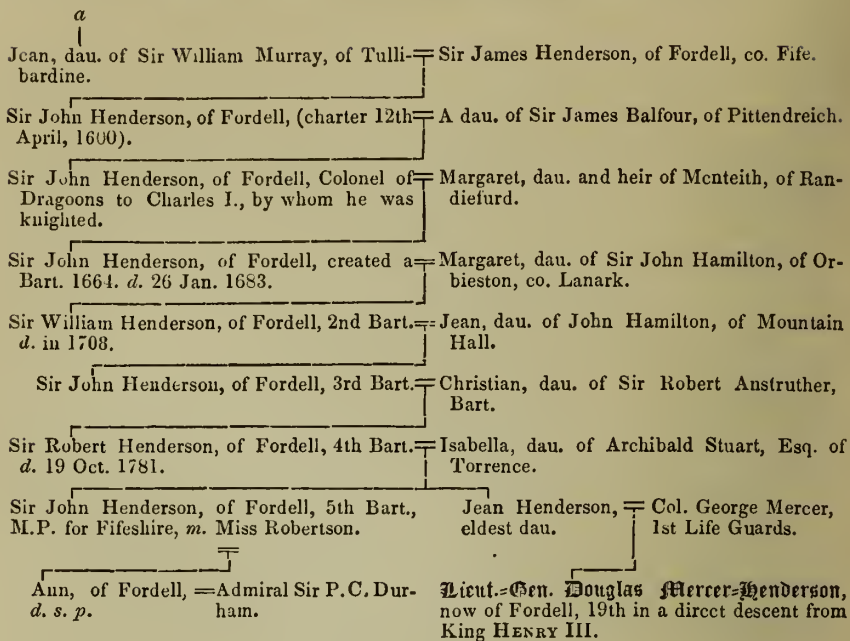 a
Jean, dau. of Sir William Murray, of Tulli- Sir James Henderson, of Fordell, co. Fife.
bardine.
Sir John Henderson, of Fordell, (charter 12th A dau. of Sir James Balfour, of Pittendreich.
April, 1600).
Sir John Henderson, of Fordell, Colonel of Margaret, dau. and heir of Menteith, of Ran-
Dragoons to Charles I., by whom he was diefurd.
knighted.
Sir John Henderson, of Fordell, created a Margaret, dau. of Sir John Hamilton, of Or-
Bart. 1664. d. 26 Jan. 1683. bieston, co. Lanark.
Sir William Henderson, of Fordell, 2nd Bart. = Jean, dau. of John Hamilton, of Mountain
d. in 1708. Hall.
Sir John Henderson, of Fordell, 3rd Bart. Christian, dau. of Sir Robert Anstruther,
Bart.
Sir Robert Henderson, of Fordell, 4th Bart. Isabella, dau. of Archibald Stuart, Esq. of
d. 19 Oct. 1781. Torrence.
Sir John Henderson, of Fordell, 5th Bart., Jean Henderson, = Col. George Mercer,
M.P. for Fifeshire, m. Miss Robertson. eldest dau. 1st Life Guards.
Ann, of Fordell, = Admiral Sir P. C. Dur- Lieut.=Gen. Douglas Mercer=Henderson,
d. s. p. ham. now of Fordell, 19th in a direct descent from
King HENRY III.